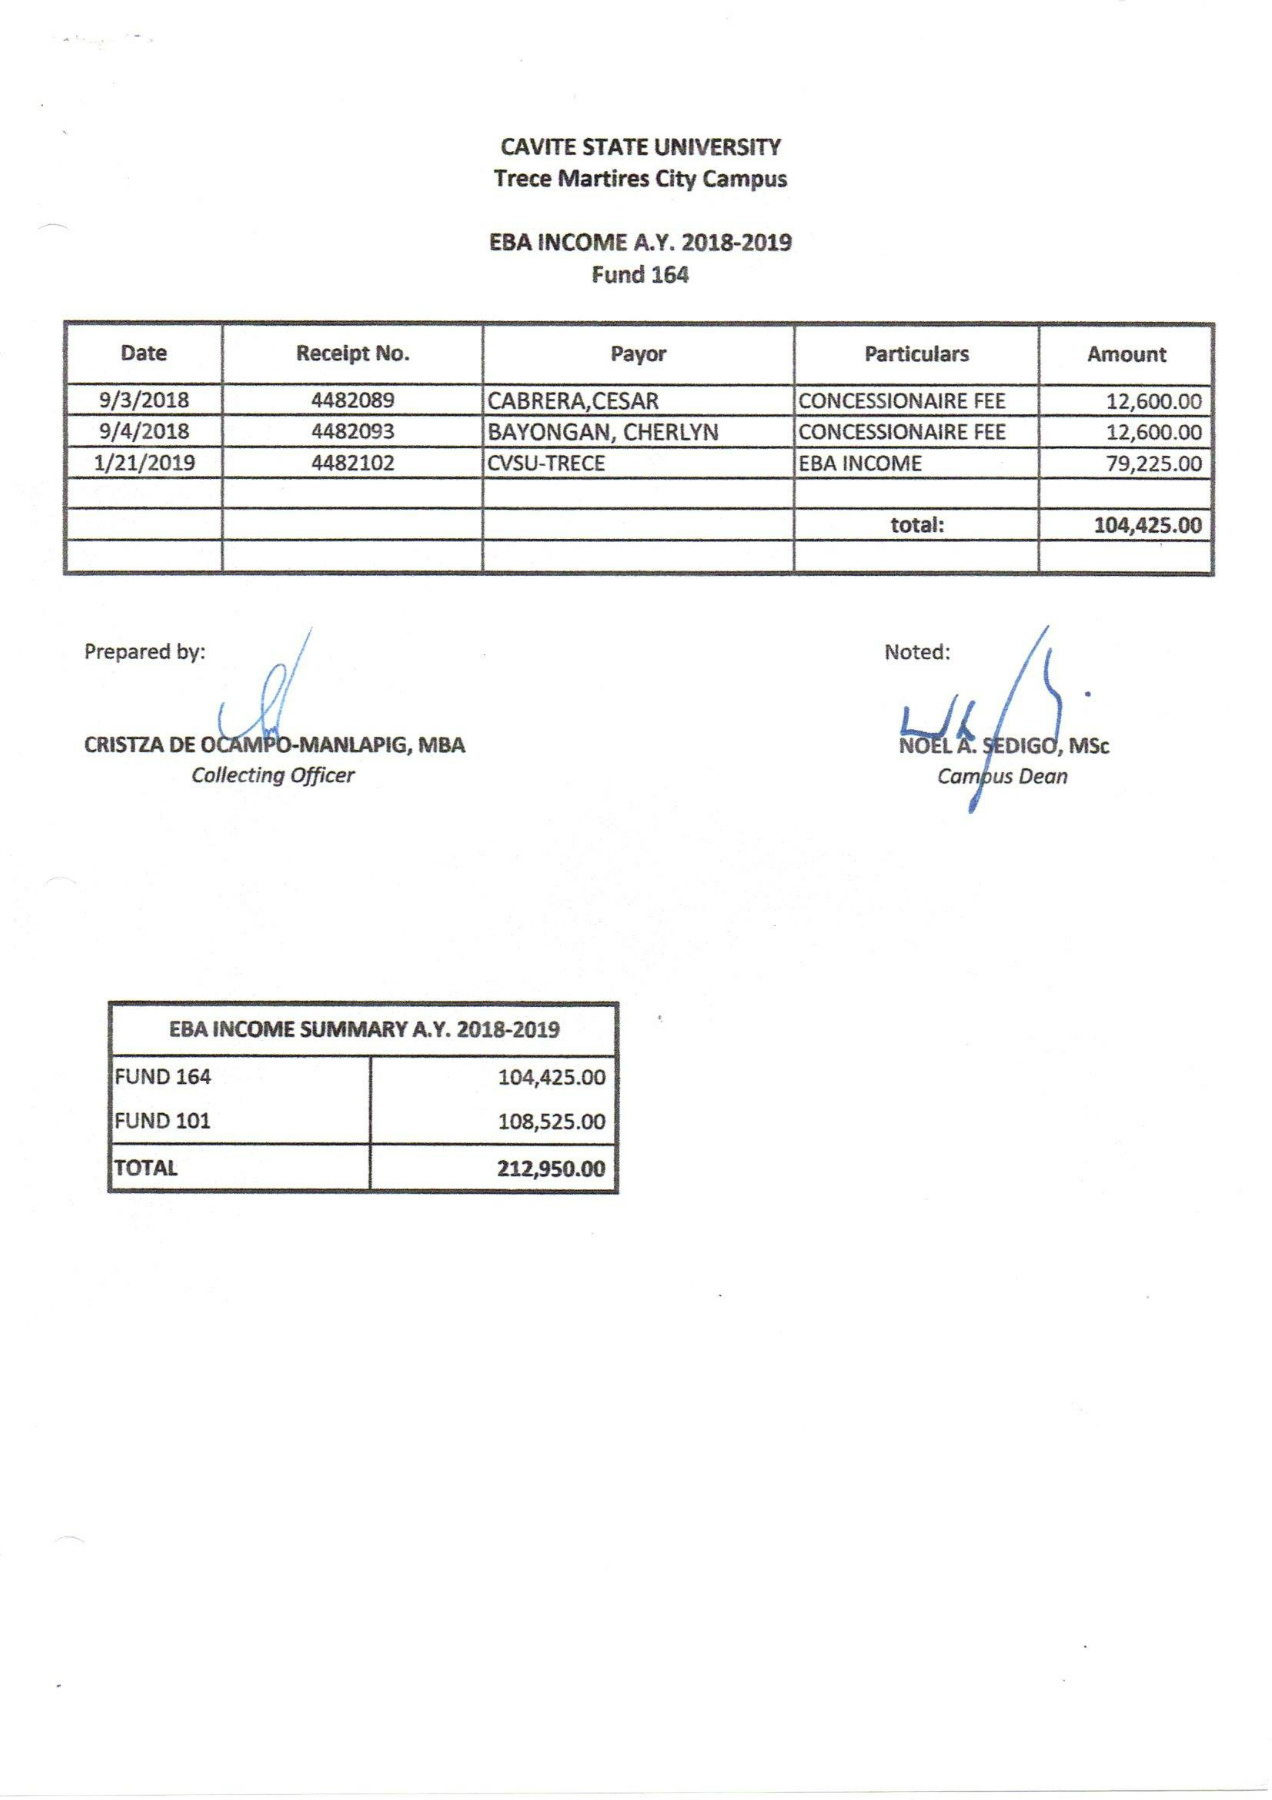 CAVITE STATE UNIVERSITY
Trece Martires City Campus
EBA INCOME A.Y. 2018-2019
Fund 164
Date Receipt No. Payor Particulars Amount
9/3/2018 4482089 CABRERA,CESAR CONCESSIONAIRE FEE 12,600.00
9/4/2018 4482093 BAYONGAN, CHERLYN CONCESSIONAIRE FEE 12,600.00
1/21/2019 4482102 CVSU-TRECE EBA INCOME 79,225.00
total: 104,425.00
Prepared by: Noted:
CRISTZA DE OCAMPO-MANLAPIG, MBA NOEL A. SEDIGO, MSc
Collecting Officer Campus Dean
EBA INCOME SUMMARY A.Y. 2018-2019
FUND 164 104,425.00
FUND 101 108,525.00
TOTAL 212,950.00